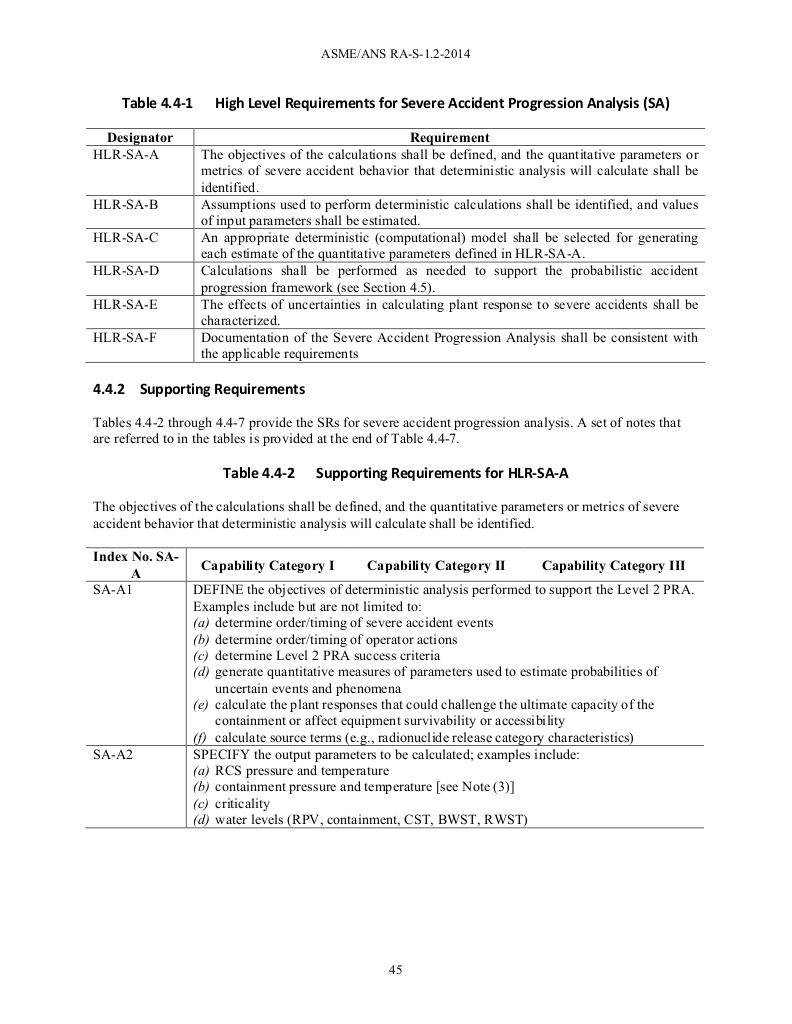 ASME/ANS RA-S-1.2-2014
Table 4.4-1 High Level Requirements for Severe Accident Progression Analysis (SA)
Designator Requirement
HLR-SA-A The objectives of the calculations shall be defined, and the quantitative parameters or
metrics of severe accident behavior that deterministic analysis will calculate shall be
identified.
HLR-SA-B Assumptions used to perform deterministic calculations shall be identified, and values
of input parameters shall be estimated.
HLR-SA-C An appropriate deterministic (computational) model shall be selected for generating
each estimate of the quantitative parameters defined in HLR-SA-A.
HLR-SA-D Calculations shall be performed as needed to support the probabilistic accident
progression framework (see Section 4.5).
HLR-SA-E The effects of uncertainties in calculating plant response to severe accidents shall be
characterized.
HLR-SA-F Documentation of the Severe Accident Progression Analysis shall be consistent with
the applicable requirements
4.4.2 Supporting Requirements
Tables 4.4-2 through 4.4-7 provide the SRs for severe accident progression analysis. A set of notes that
are referred to in the tables is provided at the end of Table 4.4-7.
Table 4.4-2 Supporting Requirements for HLR-SA-A
The objectives of the calculations shall be defined, and the quantitative parameters or metrics of severe
accident behavior that deterministic analysis will calculate shall be identified.
Index No. SA-
A
Capability Category I Capability Category II Capability Category III
SA-A1 DEFINE the objectives of deterministic analysis performed to support the Level 2 PRA.
Examples include but are not limited to:
(a) determine order/timing of severe accident events
(b) determine order/timing of operator actions
(c) determine Level 2 PRA success criteria
(d) generate quantitative measures of parameters used to estimate probabilities of
uncertain events and phenomena
(e) calculate the plant responses that could challenge the ultimate capacity of the
containment or affect equipment survivability or accessibility
(f) calculate source terms (e.g., radionuclide release category characteristics)
SA-A2 SPECIFY the output parameters to be calculated; examples include:
(a) RCS pressure and temperature
(b) containment pressure and temperature [see Note (3)]
(c) criticality
(d) water levels (RPV, containment, CST, BWST, RWST)
45